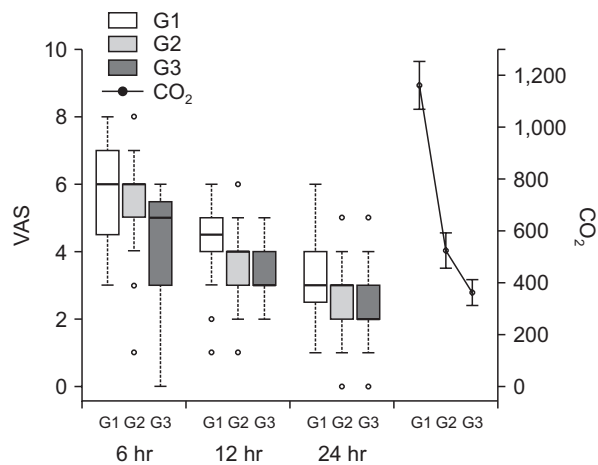 G1
G2
G3
CO₂
10
8
6
4
2
0
VAS
1,200
1,000
800
600
400
200
0
CO₂
G1 G2 G3 G1 G2 G3 G1 G2 G3 G1 G2 G3
6 hr 12 hr 24 hr